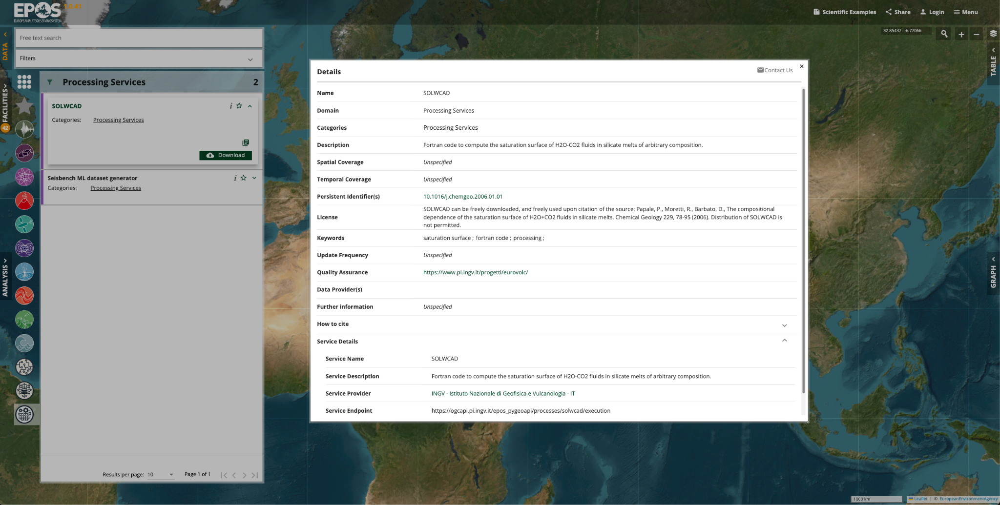 EPOS 1.0.41
EUROPEAN PLATE OBSERVING SYSTEM
Scientific Examples
Share
Login
Menu
32.85437 : -6.77066
DATA
FACILITIES
42
ANALYSIS
TABLE
GRAPH
Free text search
Filters
Processing Services 2
SOLWCAD
Categories: Processing Services
Download
Seisbench ML dataset generator
Categories: Processing Services
Results per page: 10 Page 1 of 1
Details
Contact Us
Name SOLWCAD
Domain Processing Services
Categories Processing Services
Description Fortran code to compute the saturation surface of H2O-CO2 fluids in silicate melts of arbitrary composition.
Spatial Coverage Unspecified
Temporal Coverage Unspecified
Persistent Identifier(s) 10.1016/j.chemgeo.2006.01.01
License SOLWCAD can be freely downloaded, and freely used upon citation of the source: Papale, P., Moretti, R., Barbato, D., The compositional
dependence of the saturation surface of H2O+CO2 fluids in silicate melts. Chemical Geology 229, 78-95 (2006). Distribution of SOLWCAD is
not permitted.
Keywords saturation surface ; fortran code ; processing ;
Update Frequency Unspecified
Quality Assurance https://www.pi.ingv.it/progetti/eurovolc/
Data Provider(s)
Further information Unspecified
How to cite
Service Details
Service Name SOLWCAD
Service Description Fortran code to compute the saturation surface of H2O-CO2 fluids in silicate melts of arbitrary composition.
Service Provider INGV - Istituto Nazionale di Geofisica e Vulcanologia - IT
Service Endpoint https://ogcapi.pi.ingv.it/epos_pygeoapi/processes/solwcad/execution
1000 km
Leaflet | © EuropeanEnvironmentAgency